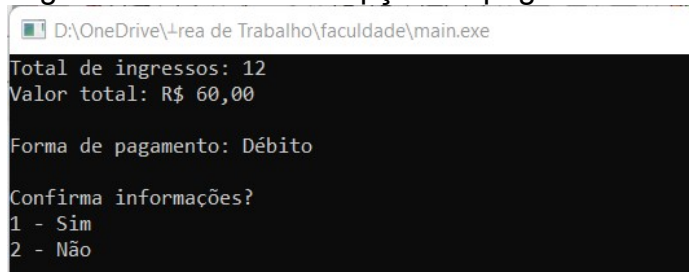 D:\OneDrive\┴rea de Trabalho\faculdade\main.exe
Total de ingressos: 12
Valor total: R$ 60,00
Forma de pagamento: Débito
Confirma informações?
1 - Sim
2 - Não